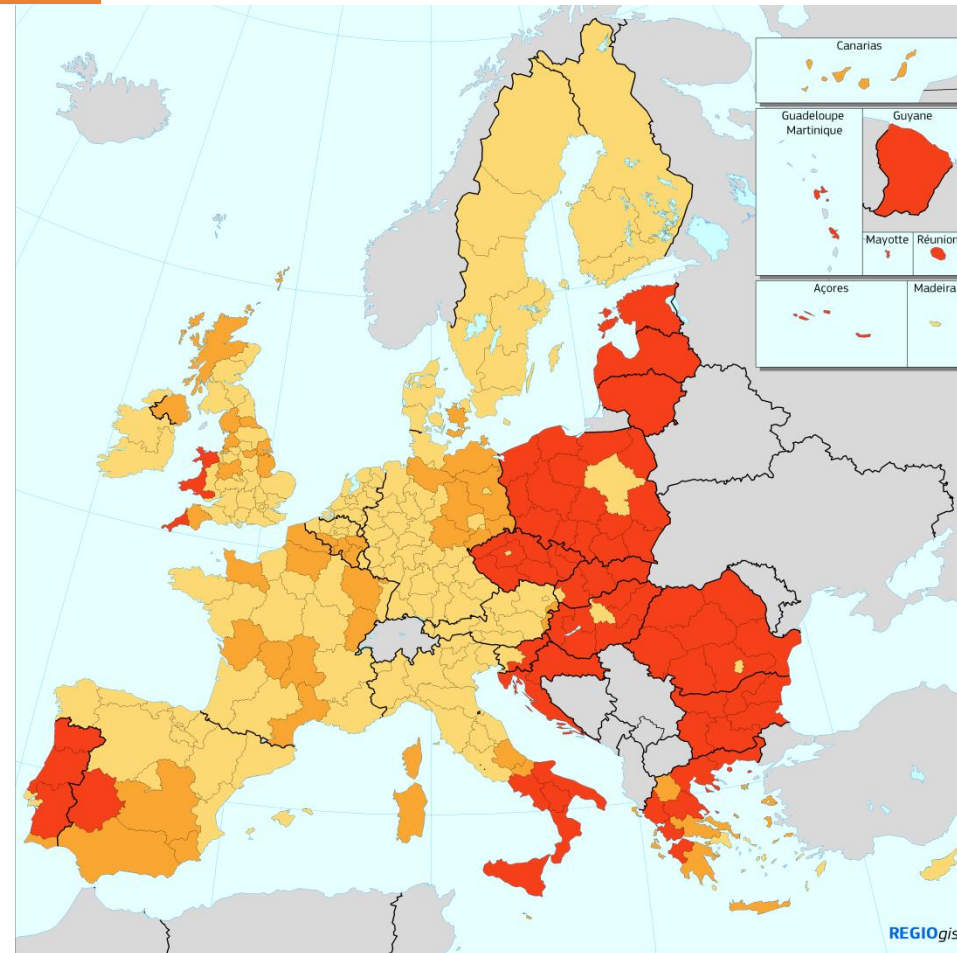 Canarias
Guadeloupe
Martinique
Guyane
Mayotte
Réunion
Açores
Madeira
REGIOgis